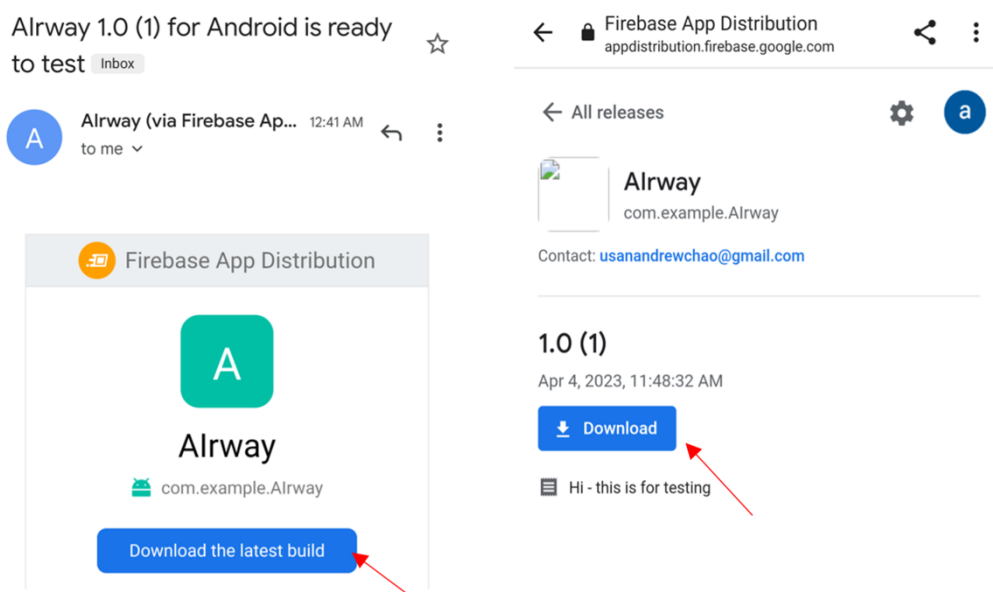 AIrway 1.0 (1) for Android is ready
to test Inbox
A
AIrway (via Firebase Ap... 12:41 AM
to me
Firebase App Distribution
A
AIrway
com.example.AIrway
Download the latest build
Firebase App Distribution
appdistribution.firebase.google.com
All releases
a
AIrway
com.example.AIrway
Contact: usanandrewchao@gmail.com
1.0 (1)
Apr 4, 2023, 11:48:32 AM
Download
Hi - this is for testing